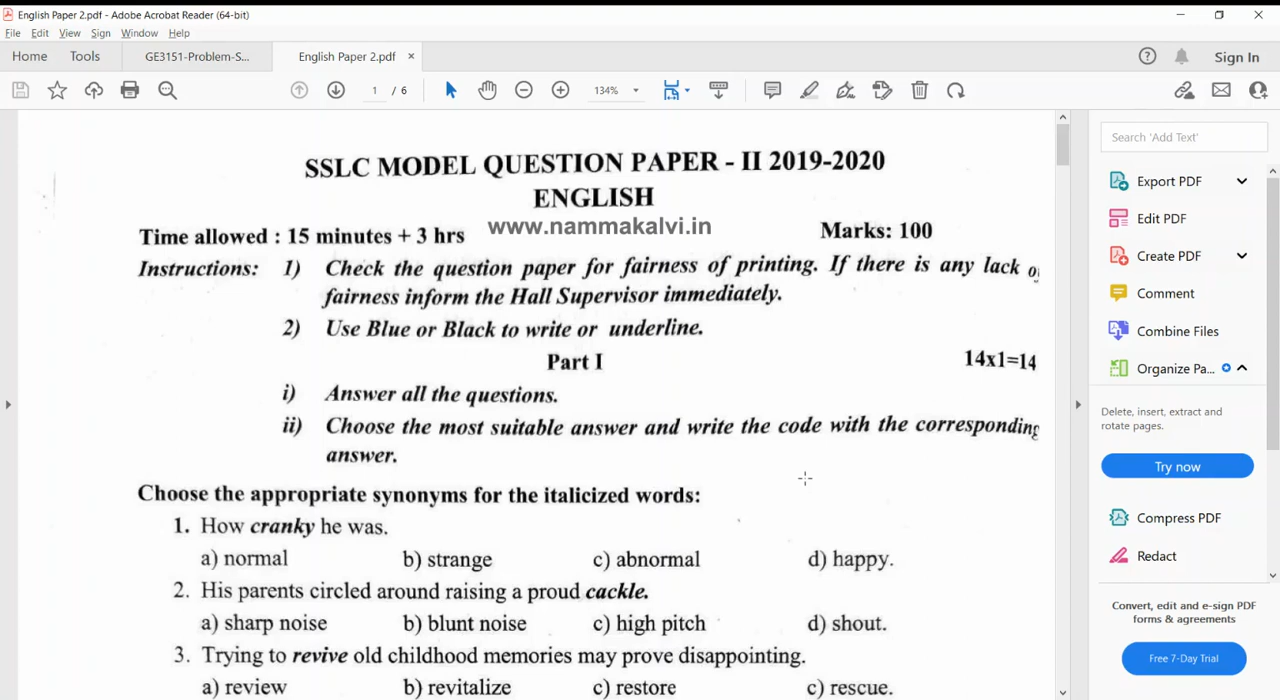 English Paper 2.pdf - Adobe Acrobat Reader (64-bit)
File Edit View Sign Window Help
Home Tools GE3151-Problem-S... English Paper 2.pdf × Sign In
1 / 6 134%
SSLC MODEL QUESTION PAPER - II 2019-2020
ENGLISH
www.nammakalvi.in
Time allowed : 15 minutes + 3 hrs Marks: 100
Instructions: 1) Check the question paper for fairness of printing. If there is any lack o
fairness inform the Hall Supervisor immediately.
2) Use Blue or Black to write or underline.
Part I 14x1=14
i) Answer all the questions.
ii) Choose the most suitable answer and write the code with the corresponding
answer.
Choose the appropriate synonyms for the italicized words:
1. How cranky he was.
a) normal b) strange c) abnormal d) happy.
2. His parents circled around raising a proud cackle.
a) sharp noise b) blunt noise c) high pitch d) shout.
3. Trying to revive old childhood memories may prove disappointing.
a) review b) revitalize c) restore c) rescue.
Search 'Add Text'
Export PDF
Edit PDF
Create PDF
Comment
Combine Files
Organize Pa...
Delete, insert, extract and
rotate pages.
Try now
Compress PDF
Redact
Convert, edit and e-sign PDF
forms & agreements
Free 7-Day Trial